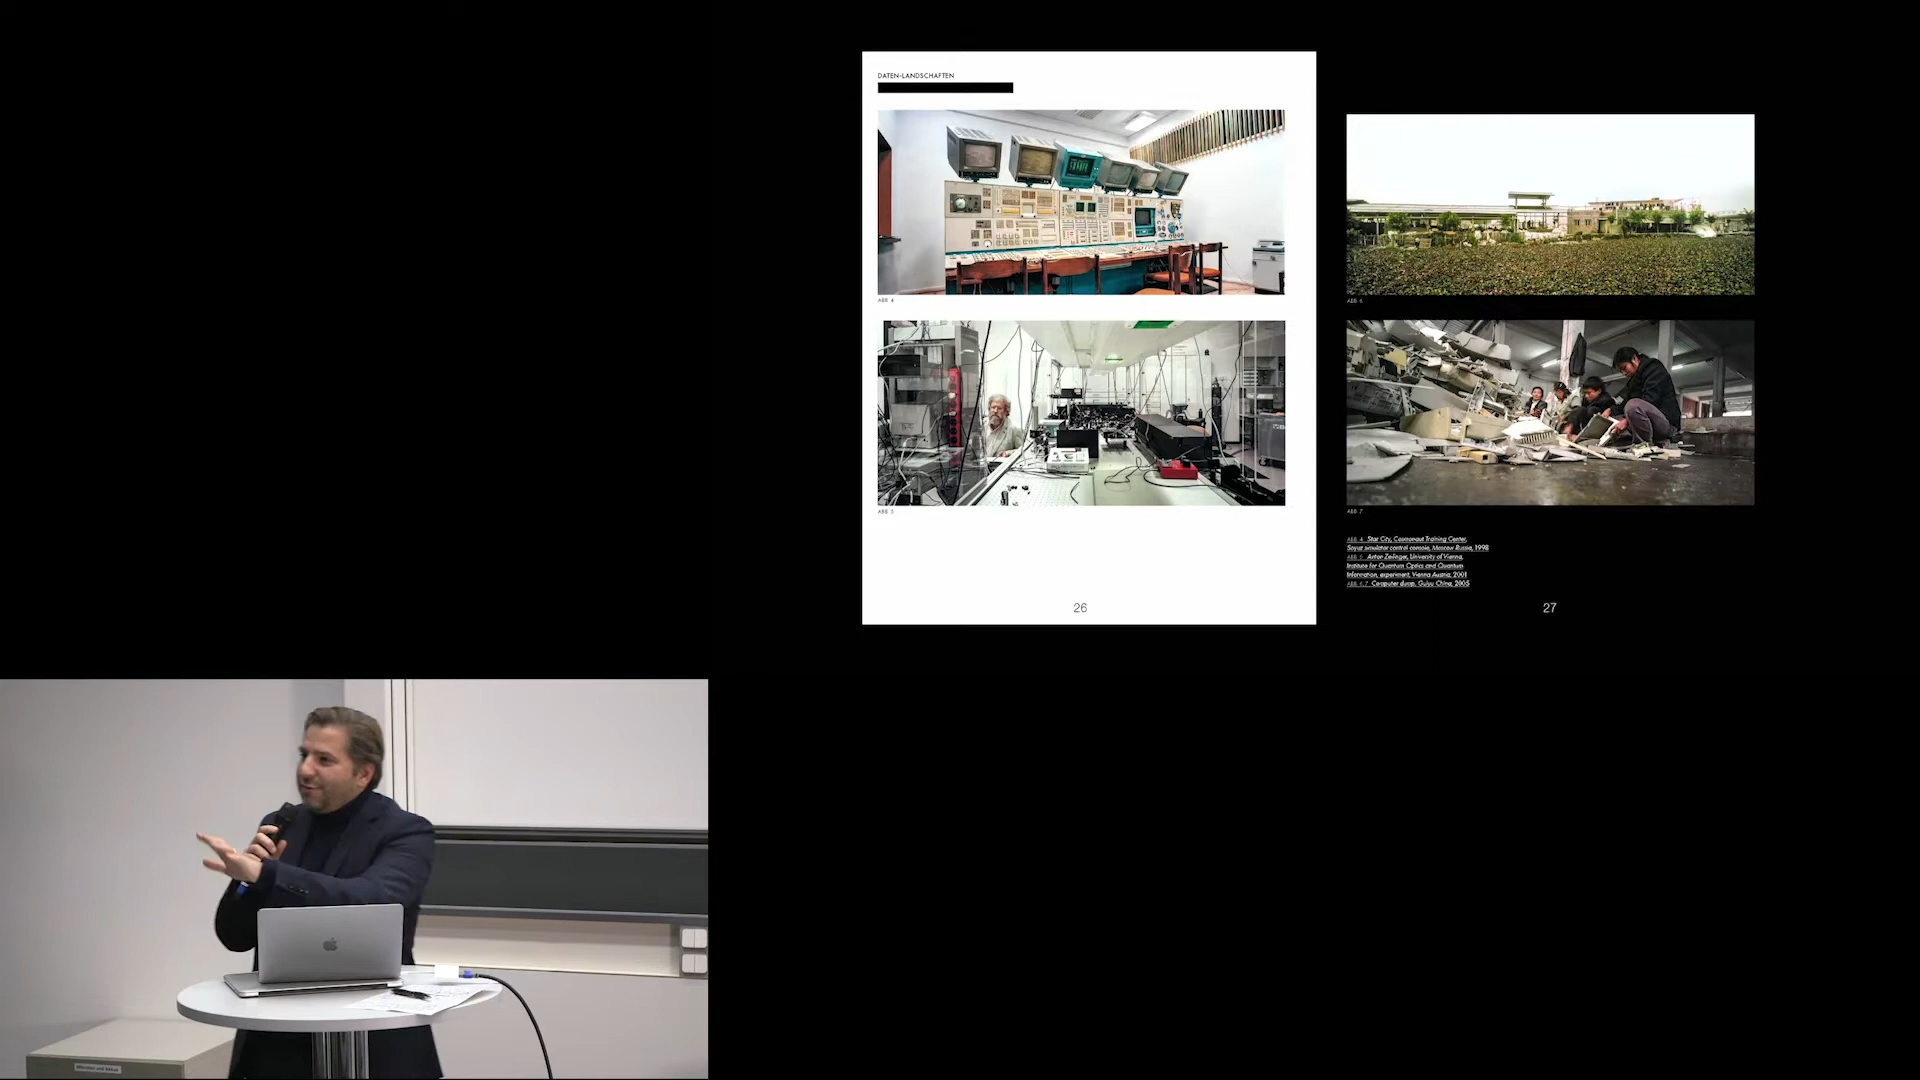 DATEN-LANDSCHAFTEN
ABB 4
ABB 5
26
ABB 6
ABB 7
ABB 4 Star City, Cosmonaut Training Center,
Soyuz simulator control console, Moscow Russia, 1998
ABB 5 Anton Zeilinger, University of Vienna,
Institute for Quantum Optics and Quantum
Information, experiment, Vienna Austria, 2001
ABB 6,7 Computer dump, Guiyu China, 2005
27